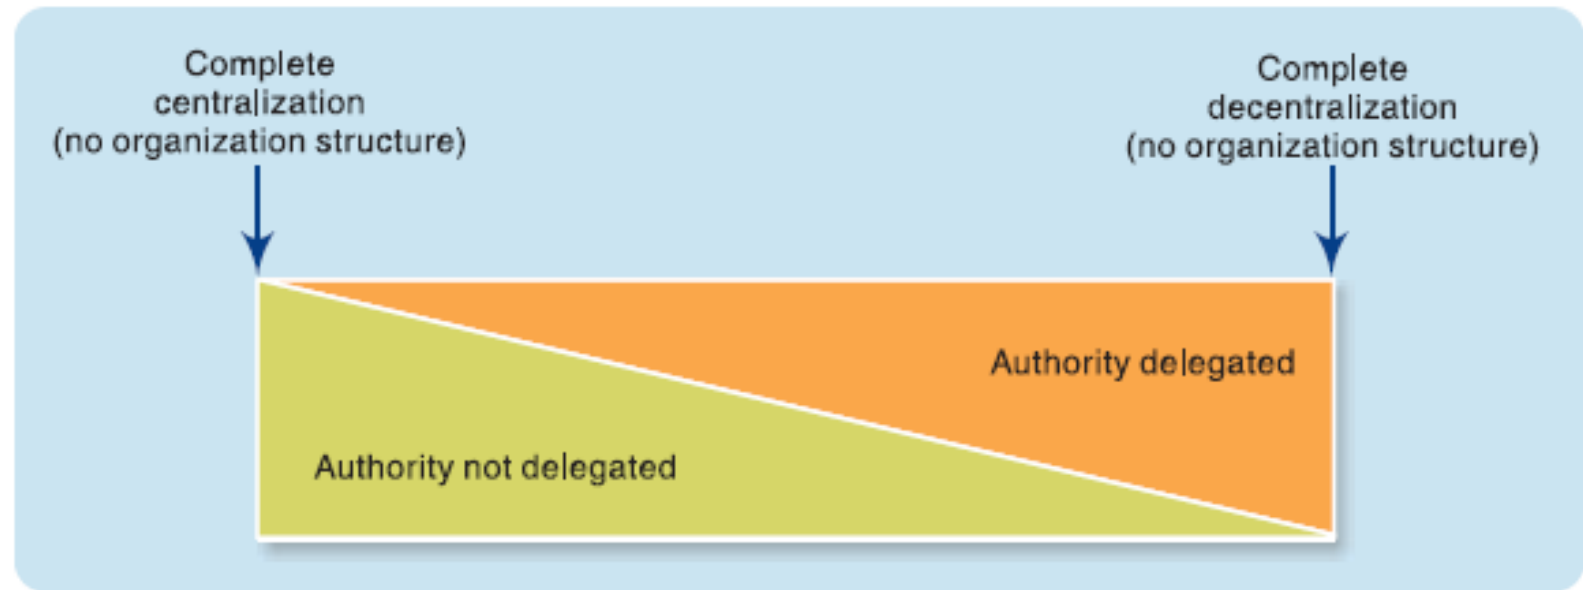 Complete
centralization
(no organization structure)
Complete
decentralization
(no organization structure)
Authority delegated
Authority not delegated